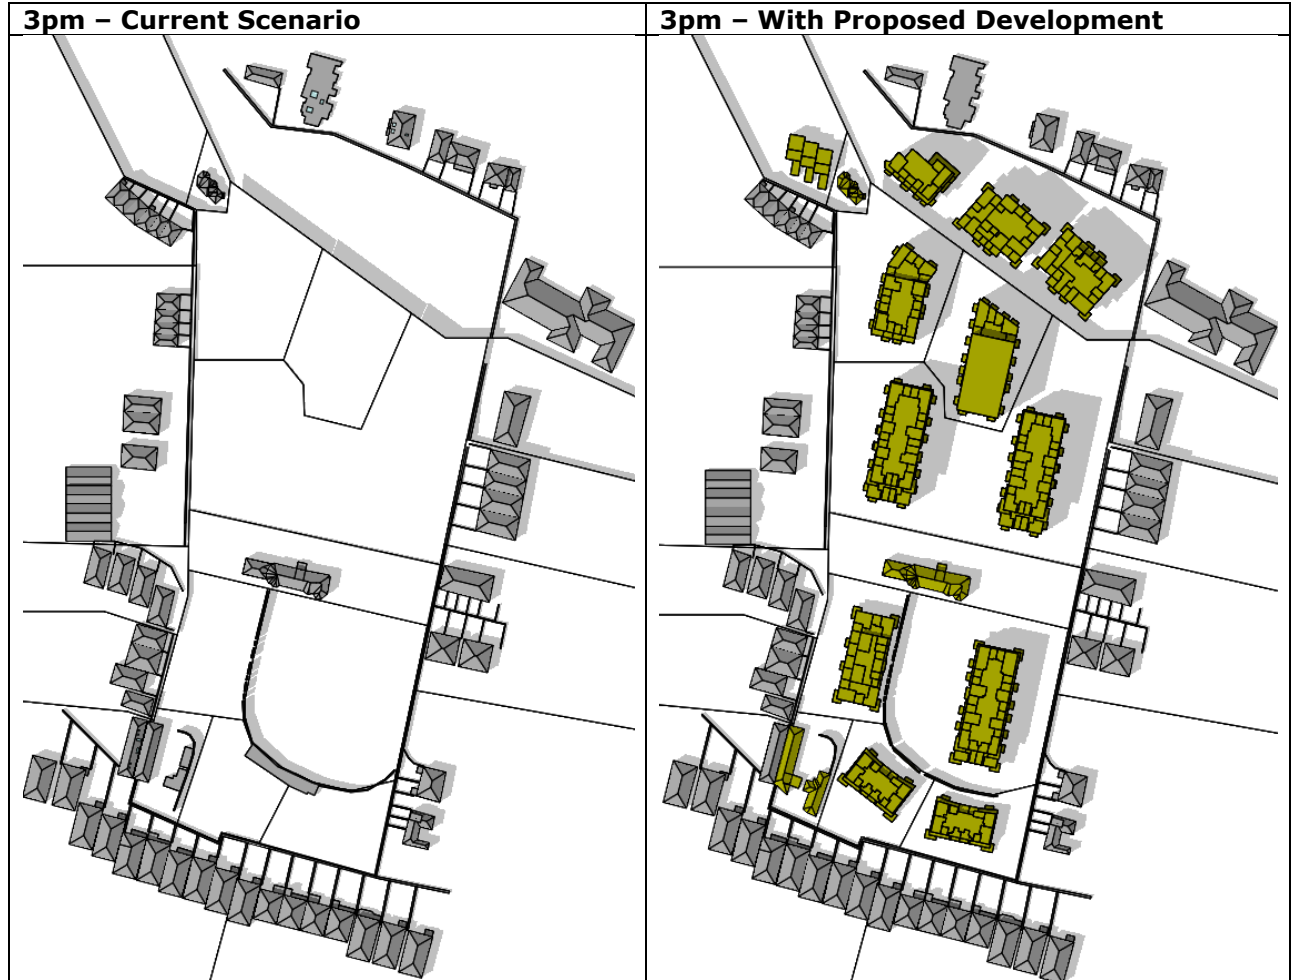 3pm – Current Scenario
3pm – With Proposed Development